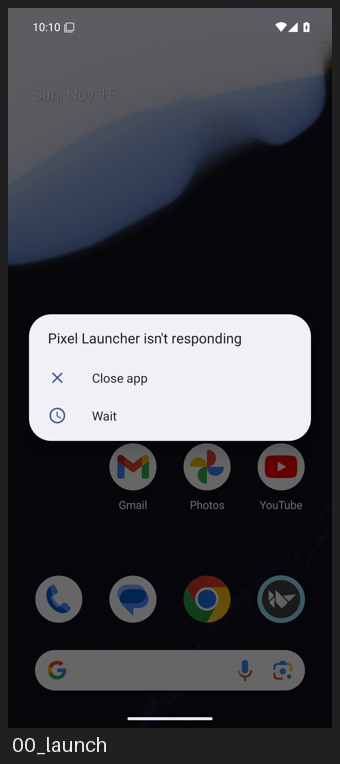 10:10
Sun, Nov 15
Pixel Launcher isn't responding
Close app
Wait
Gmail
Photos
YouTube
00_launch